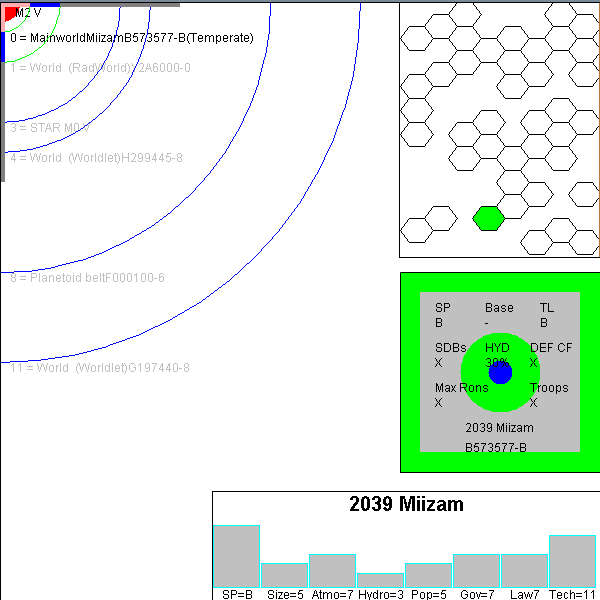 M2 V
0 = MainworldMiizamB573577-B(Temperate)
1 = World (RadWorld)Y2A6000-0
3 = STAR M0 V
4 = World (Worldlet)H299445-8
8 = Planetoid beltF000100-6
11 = World (Worldlet)G197440-8
SP Base TL
B - B
SDBs HYD DEF CF
X 30% X
Max Rons Troops
X X
2039 Miizam
B573577-B
2039 Miizam
SP=B Size=5 Atmo=7 Hydro=3 Pop=5 Gov=7 Law7 Tech=11